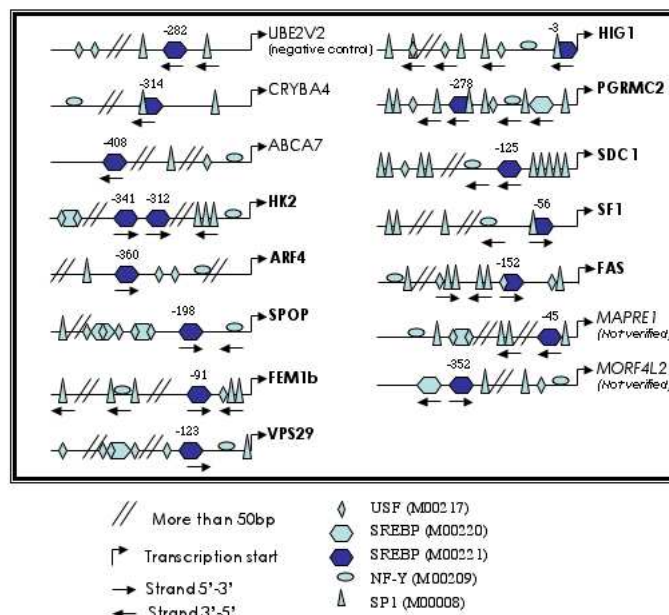 -282
UBE2V2
(negative control)
-314
CRYBA4
-408
ABCA7
-341
-312
HK2
-360
ARF4
-198
SPOP
-91
FEM1b
-123
VPS29
-3
HIG1
-278
PGRMC2
-125
SDC1
-56
SF1
-152
FAS
-45
MAPRE1
(Not verified)
-352
MORF4L2
(Not verified)
More than 50bp
Transcription start
Strand 5'-3'
Strand 3'-5'
USF (M00217)
SREBP (M00220)
SREBP (M00221)
NF-Y (M00209)
SP1 (M00008)